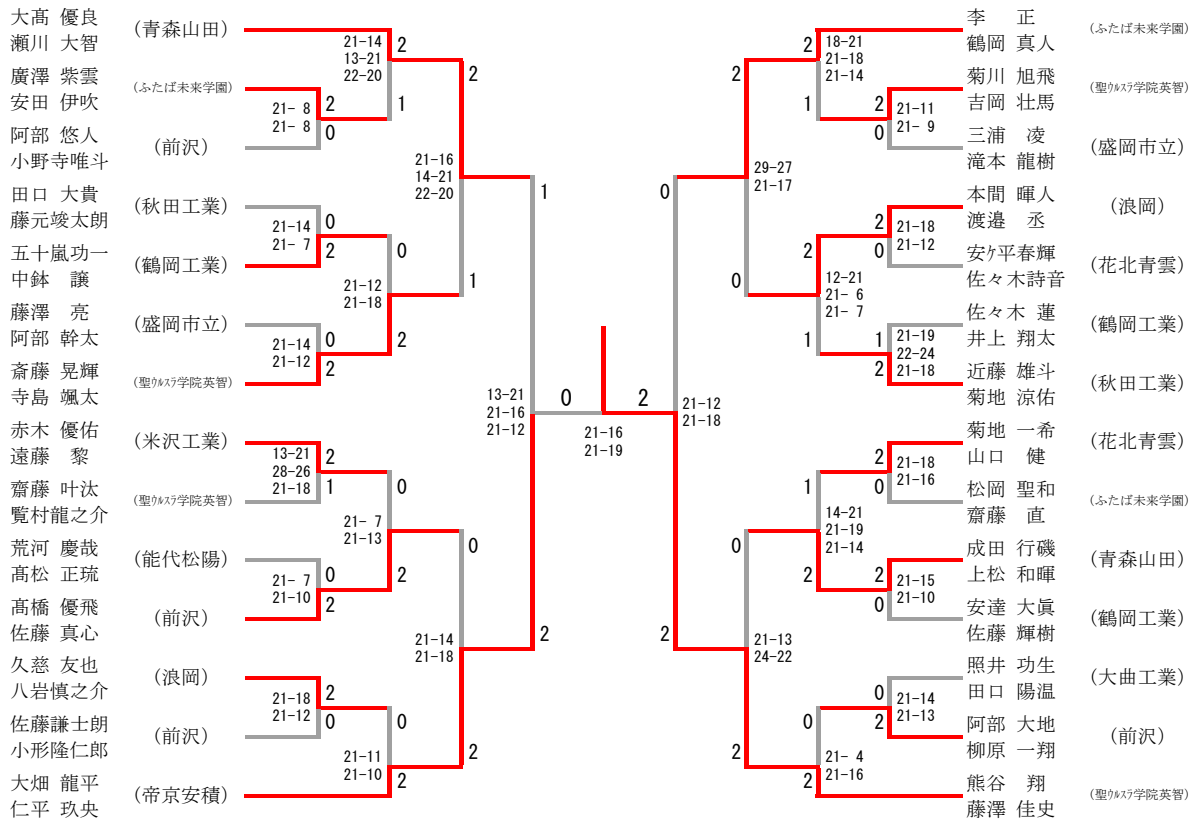 大髙 優良
瀬川 大智
(青森山田)
廣澤 紫雲
安田 伊吹
(ふたば未来学園)
阿部 悠人
小野寺唯斗
(前沢)
田口 大貴
藤元竣太朗
(秋田工業)
五十嵐功一
中鉢 譲
(鶴岡工業)
藤澤 亮
阿部 幹太
(盛岡市立)
斎藤 晃輝
寺島 颯太
(聖ウルスラ学院英智)
赤木 優佑
遠藤 黎
(米沢工業)
齋藤 叶汰
覧村龍之介
(聖ウルスラ学院英智)
荒河 慶哉
髙松 正琉
(能代松陽)
髙橋 優飛
佐藤 真心
(前沢)
久慈 友也
八岩慎之介
(浪岡)
佐藤謙士朗
小形隆仁郎
(前沢)
大畑 龍平
仁平 玖央
(帝京安積)
21-14
13-21
22-20
2
1
21- 8
21- 8
2
0
21-14
21- 7
0
2
21-12
21-18
0
2
21-14
21-12
0
2
21-16
14-21
22-20
2
1
13-21
28-26
21-18
2
1
21- 7
21-13
0
2
21- 7
21-10
0
2
21-18
21-12
2
0
21-11
21-10
0
2
21-14
21-18
0
2
13-21
21-16
21-12
1
2
0
2
21-16
21-19
21-12
21-18
0
2
29-27
21-17
2
0
18-21
21-18
21-14
2
1
21-11
21- 9
2
0
21-18
21-12
2
0
12-21
21- 6
21- 7
2
1
21-19
22-24
21-18
1
2
21-18
21-16
2
0
14-21
21-19
21-14
1
2
21-15
21-10
2
0
21-13
24-22
0
2
21-14
21-13
0
2
21- 4
21-16
0
2
李 正
鶴岡 真人
(ふたば未来学園)
菊川 旭飛
吉岡 壮馬
(聖ウルスラ学院英智)
三浦 凌
滝本 龍樹
(盛岡市立)
本間 暉人
渡邉 丞
(浪岡)
安ケ平春輝
佐々木詩音
(花北青雲)
佐々木 蓮
井上 翔太
(鶴岡工業)
近藤 雄斗
菊地 涼佑
(秋田工業)
菊地 一希
山口 健
(花北青雲)
松岡 聖和
齋藤 直
(ふたば未来学園)
成田 行磯
上松 和暉
(青森山田)
安達 大眞
佐藤 輝樹
(鶴岡工業)
照井 功生
田口 陽温
(大曲工業)
阿部 大地
柳原 一翔
(前沢)
熊谷 翔
藤澤 佳史
(聖ウルスラ学院英智)